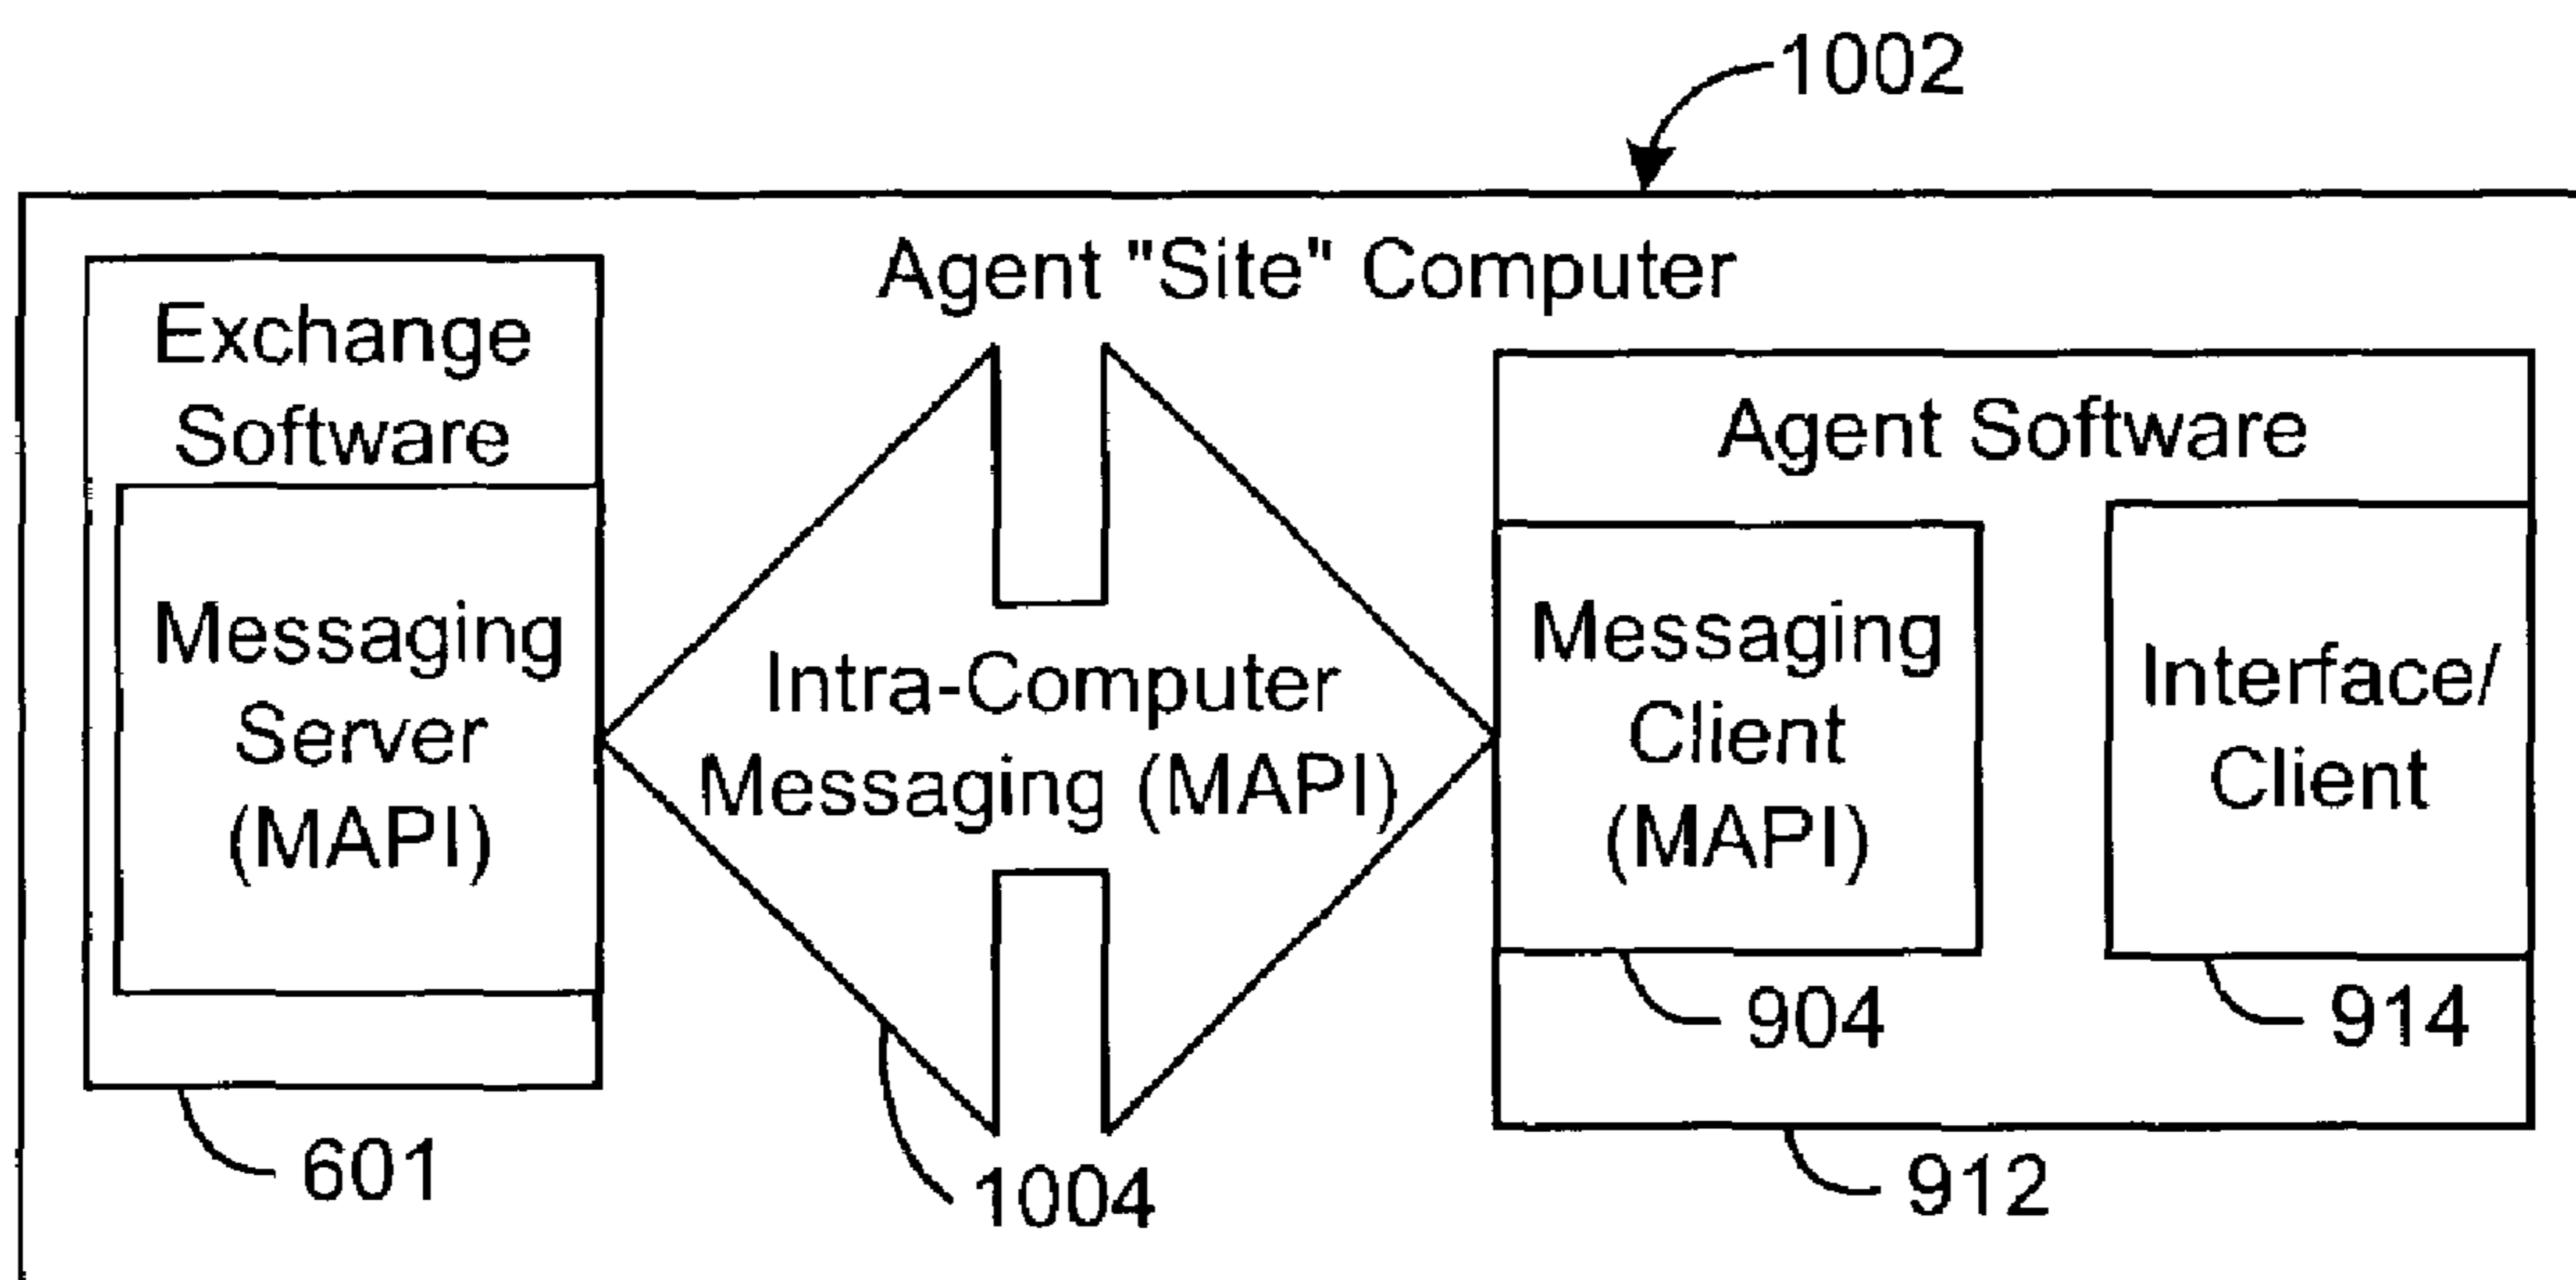 1002
Agent "Site" Computer
Exchange
Software
Messaging
Server
(MAPI)
601
Intra-Computer
Messaging (MAPI)
1004
Agent Software
Messaging
Client
(MAPI)
904
Interface/
Client
914
912